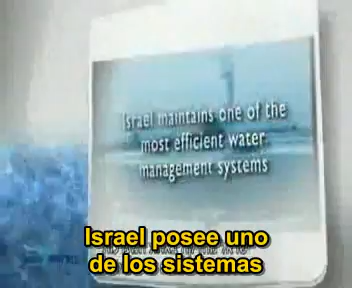 Israel maintains one of the
most efficient water
management systems
Israel posee uno
de los sistemas